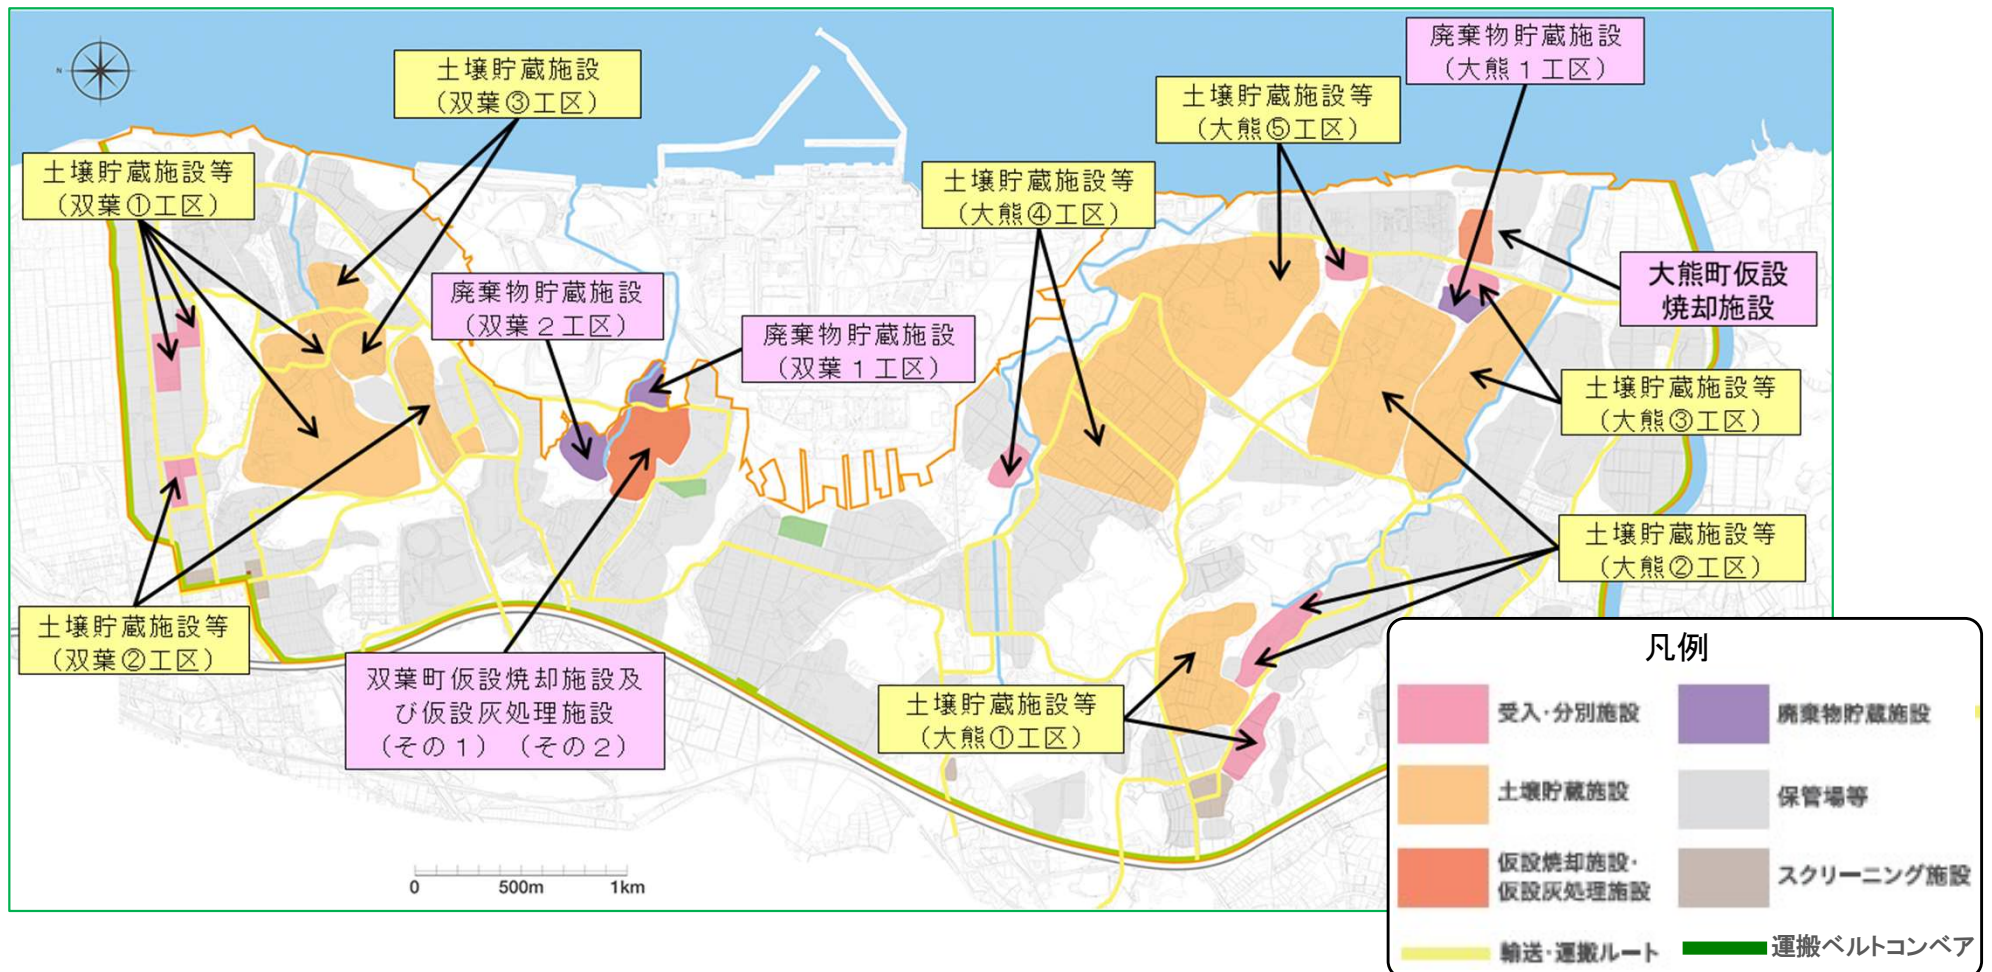 N
土壌貯蔵施設
（双葉③工区）
廃棄物貯蔵施設
（大熊１工区）
土壌貯蔵施設等
（大熊⑤工区）
土壌貯蔵施設等
（双葉①工区）
土壌貯蔵施設等
（大熊④工区）
廃棄物貯蔵施設
（双葉２工区）
大熊町仮設
焼却施設
廃棄物貯蔵施設
（双葉１工区）
土壌貯蔵施設等
（大熊③工区）
土壌貯蔵施設等
（大熊②工区）
土壌貯蔵施設等
（双葉②工区）
双葉町仮設焼却施設及
び仮設灰処理施設
（その１）（その２）
土壌貯蔵施設等
（大熊①工区）
0 500m 1km
凡例
受入・分別施設
廃棄物貯蔵施設
土壌貯蔵施設
保管場等
仮設焼却施設・
仮設灰処理施設
スクリーニング施設
輸送・運搬ルート
運搬ベルトコンベア